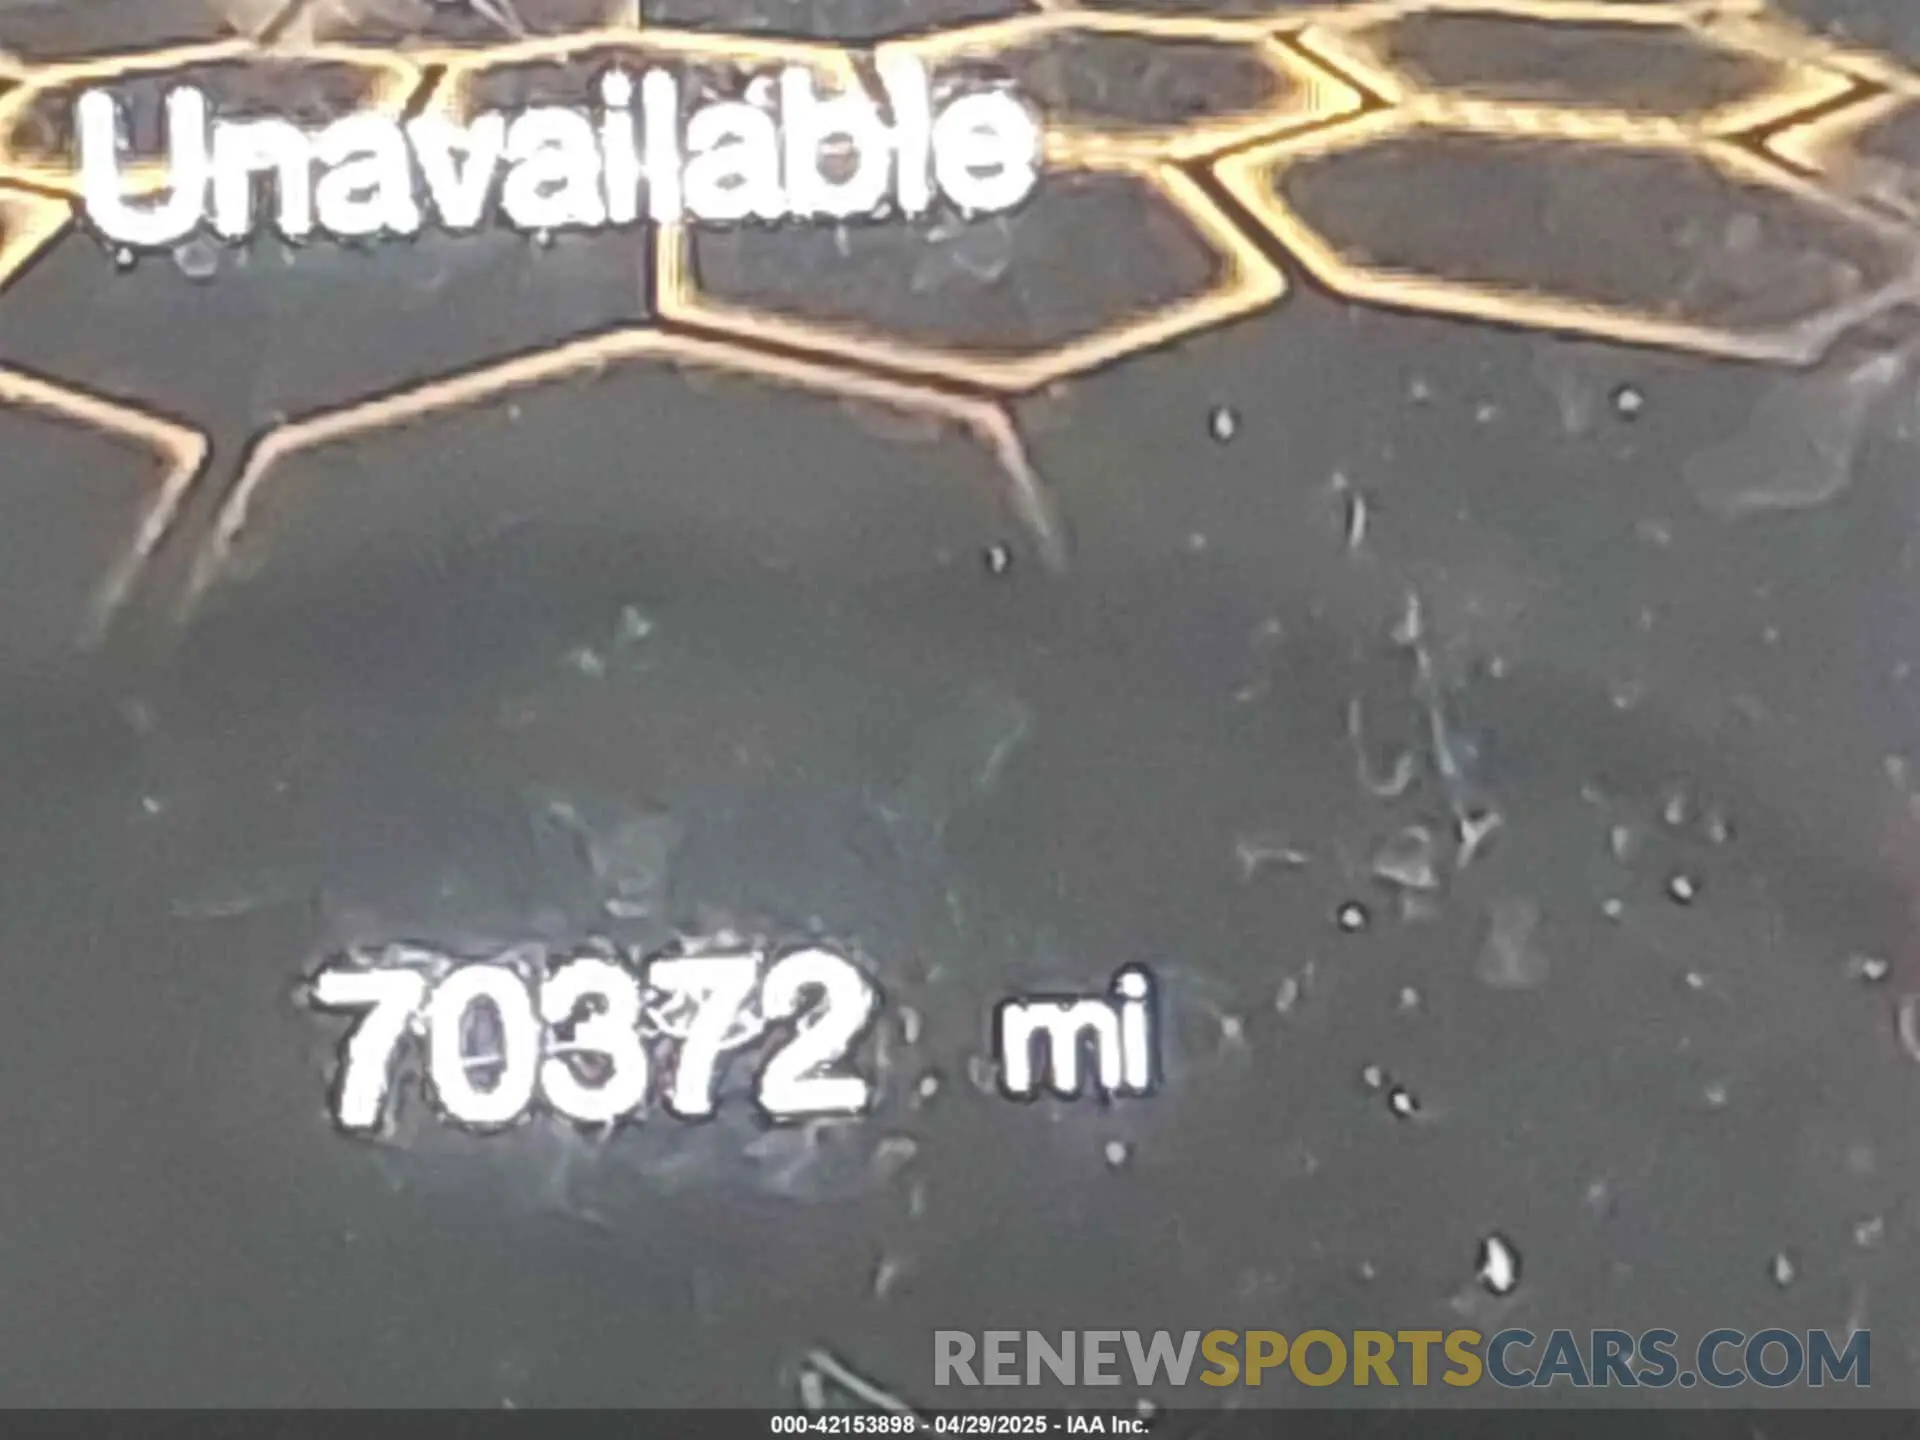 Unavailable
70372 mi
RENEWSPORTSCARS.COM
000-42153898 - 04/29/2025 - IAA Inc.